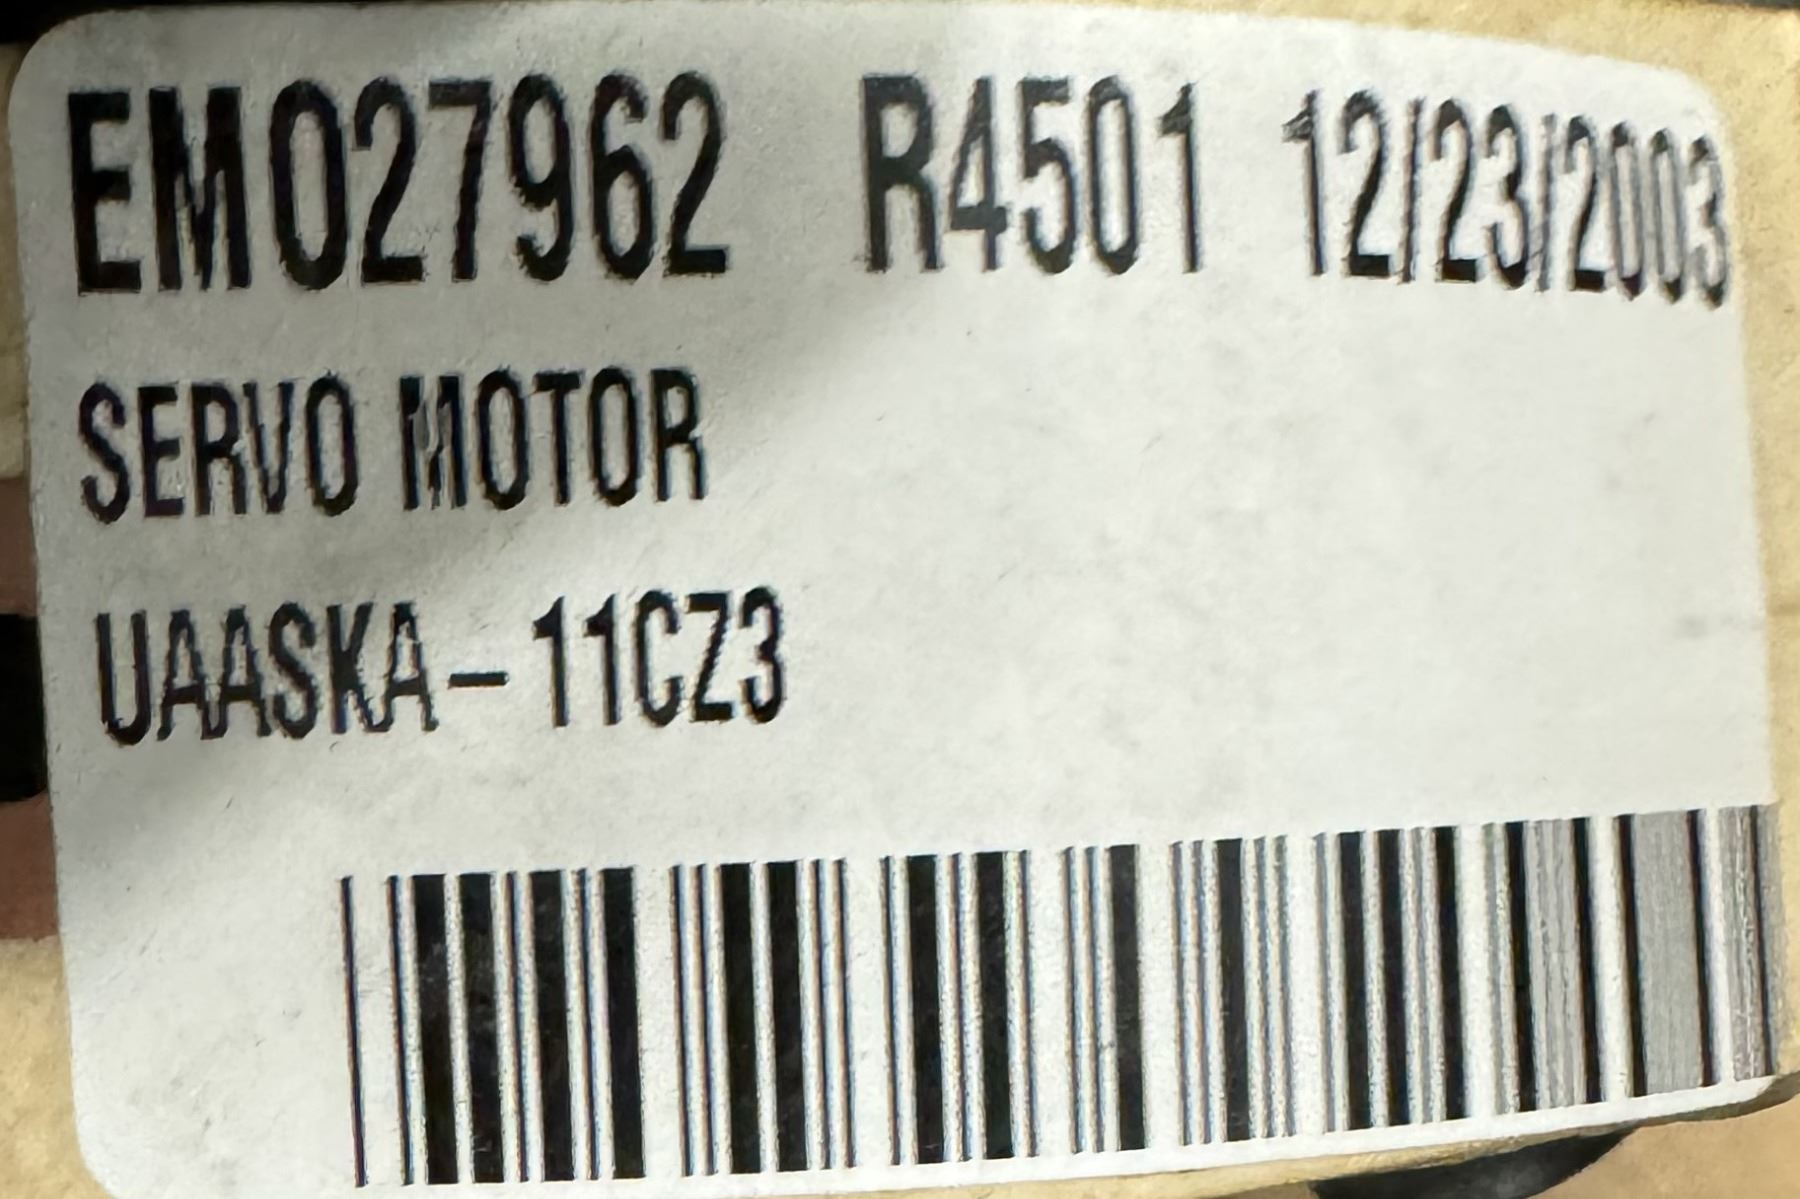 EM027962 R4501 12/23/2003
SERVO MOTOR
UAASKA-11CZ3